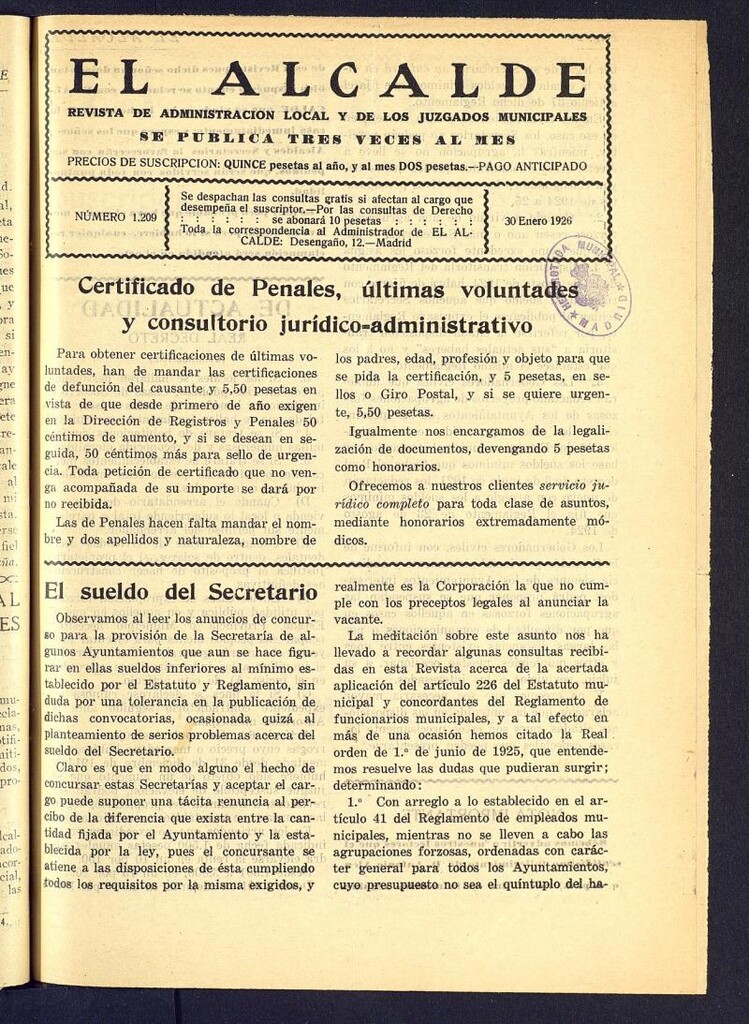 EL ALCALDE
REVISTA DE ADMINISTRACION LOCAL Y DE LOS JUZGADOS MUNICIPALES
SE PUBLICA TRES VECES AL MES
PRECIOS DE SUSCRIPCION: QUINCE pesetas al año, y al mes DOS pesetas.--PAGO ANTICIPADO
NÚMERO 1.209
Se despachan las consultas gratis si afectan al cargo que
desempeña el suscriptor.—Por las consultas de Derecho
: : : : : : se abonará 10 pesetas : : : : : :
Toda la correspondencia al Administrador de EL AL-
CALDE: Desengaño, 12.—Madrid
30 Enero 1926
HEMEROTECA MUNICIPAL
★ MADRID ★
Certificado de Penales, últimas voluntades
y consultorio jurídico-administrativo
Para obtener certificaciones de últimas vo-
luntades, han de mandar las certificaciones
de defunción del causante y 5,50 pesetas en
vista de que desde primero de año exigen
en la Dirección de Registros y Penales 50
céntimos de aumento, y si se desean en se-
guida, 50 céntimos más para sello de urgen-
cia. Toda petición de certificado que no ven-
ga acompañada de su importe se dará por
no recibida.
Las de Penales hacen falta mandar el nom-
bre y dos apellidos y naturaleza, nombre de
los padres, edad, profesión y objeto para que
se pida la certificación, y 5 pesetas, en se-
llos o Giro Postal, y si se quiere urgen-
te, 5,50 pesetas.
Igualmente nos encargamos de la legali-
zación de documentos, devengando 5 pesetas
como honorarios.
Ofrecemos a nuestros clientes servicio ju-
rídico completo para toda clase de asuntos,
mediante honorarios extremadamente mó-
dicos.
El sueldo del Secretario
Observamos al leer los anuncios de concur-
so para la provisión de la Secretaría de al-
gunos Ayuntamientos que aun se hace figu-
rar en ellas sueldos inferiores al mínimo es-
tablecido por el Estatuto y Reglamento, sin
duda por una tolerancia en la publicación de
dichas convocatorias, ocasionada quizá al
planteamiento de serios problemas acerca del
sueldo del Secretario.
Claro es que en modo alguno el hecho de
concursar estas Secretarías y aceptar el car-
go puede suponer una tácita renuncia al per-
cibo de la diferencia que exista entre la can-
tidad fijada por el Ayuntamiento y la esta-
blecida por la ley, pues el concursante se
atiene a las disposiciones de ésta cumpliendo
todos los requisitos por la misma exigidos, y
realmente es la Corporación la que no cum-
ple con los preceptos legales al anunciar la
vacante.
La meditación sobre este asunto nos ha
llevado a recordar algunas consultas recibi-
das en esta Revista acerca de la acertada
aplicación del artículo 226 del Estatuto mu-
nicipal y concordantes del Reglamento de
funcionarios municipales, y a tal efecto en
más de una ocasión hemos citado la Real
orden de 1.º de junio de 1925, que entende-
mos resuelve las dudas que pudieran surgir;
determinando:
1.º Con arreglo a lo establecido en el ar-
tículo 41 del Reglamento de empleados mu-
nicipales, mientras no se lleven a cabo las
agrupaciones forzosas, ordenadas con carác-
ter general para todos los Ayuntamientos,
cuyo presupuesto no sea el quíntuplo del ha-